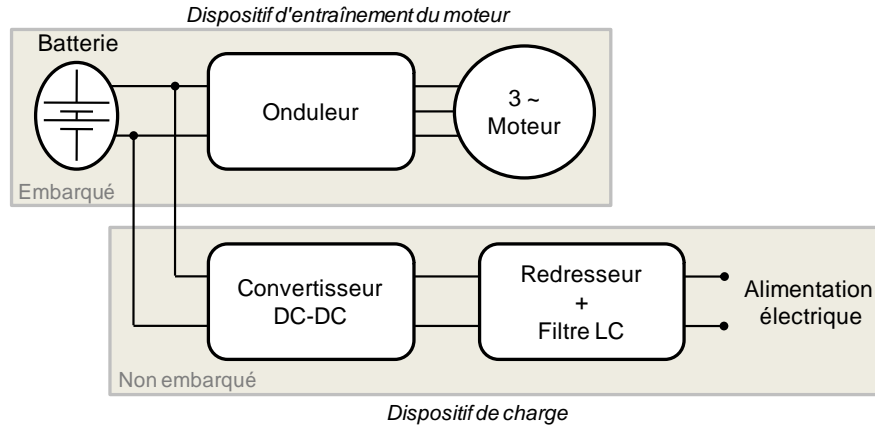 Dispositif d'entraînement du moteur
Batterie
Onduleur
3 ~
Moteur
Embarqué
Convertisseur
DC-DC
Redresseur
+
Filtre LC
Alimentation
électrique
Non embarqué
Dispositif de charge